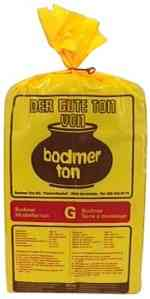 DER GUTE TON
VON
bodmer
ton
Bodmer
Modellierton
G
Bodmer
Terre à modeler